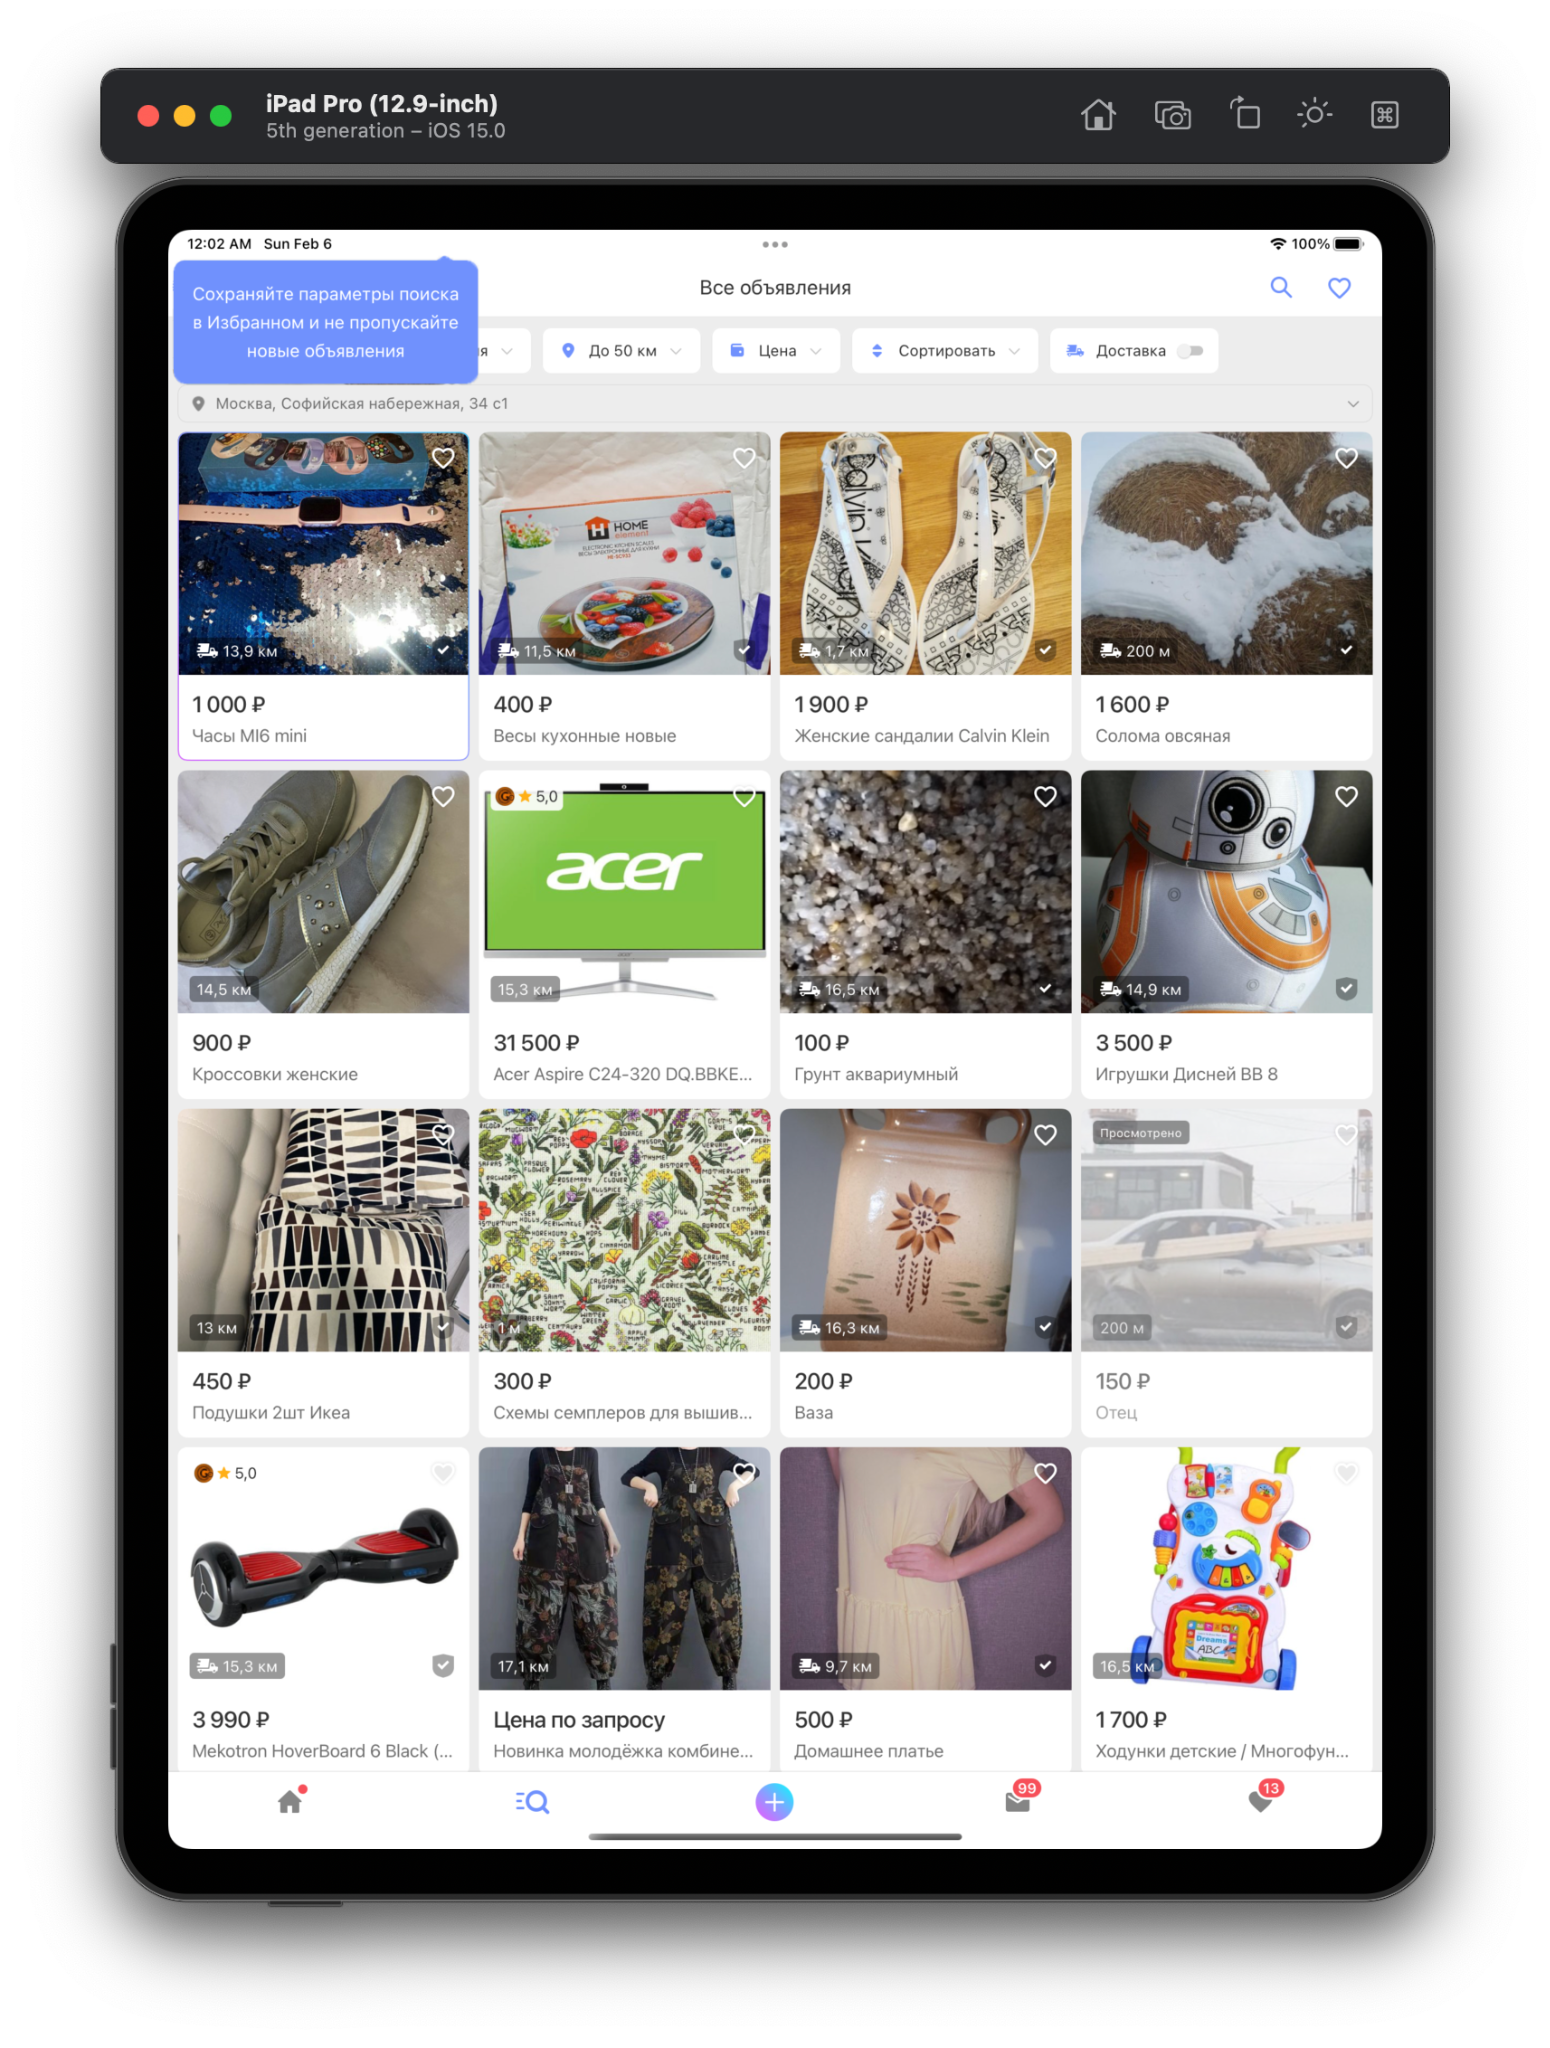 iPad Pro (12.9-inch)
5th generation – iOS 15.0
12:02 AM Sun Feb 6
100%
Сохраняйте параметры поиска
в Избранном и не пропускайте
новые объявления
Все объявления
До 50 км
Цена
Сортировать
Доставка
Москва, Софийская набережная, 34 с1
HOME
element
13,9 км
11,5 км
1,7 км
200 м
1 000 ₽
Часы MI6 mini
400 ₽
Весы кухонные новые
1 900 ₽
Женские сандалии Calvin Klein
1 600 ₽
Солома овсяная
5,0
acer
14,5 км
15,3 км
16,5 км
14,9 км
900 ₽
Кроссовки женские
31 500 ₽
Acer Aspire C24-320 DQ.BBKE...
100 ₽
Грунт аквариумный
3 500 ₽
Игрушки Дисней BB 8
Просмотрено
13 км
1 м
16,3 км
200 м
450 ₽
Подушки 2шт Икеа
300 ₽
Схемы семплеров для вышив...
200 ₽
Ваза
150 ₽
Отец
5,0
Dreams
ABC
15,3 км
17,1 км
9,7 км
16,5 км
3 990 ₽
Mekotron HoverBoard 6 Black (...
Цена по запросу
Новинка молодёжка комбине...
500 ₽
Домашнее платье
1 700 ₽
Ходунки детские / Многофун...
99
13